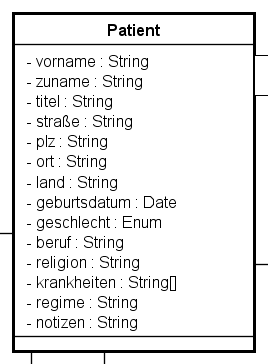 Patient
- vorname : String
- zuname : String
- titel : String
- straße : String
- plz : String
- ort : String
- land : String
- geburtsdatum : Date
- geschlecht : Enum
- beruf : String
- religion : String
- krankheiten : String[]
- regime : String
- notizen : String